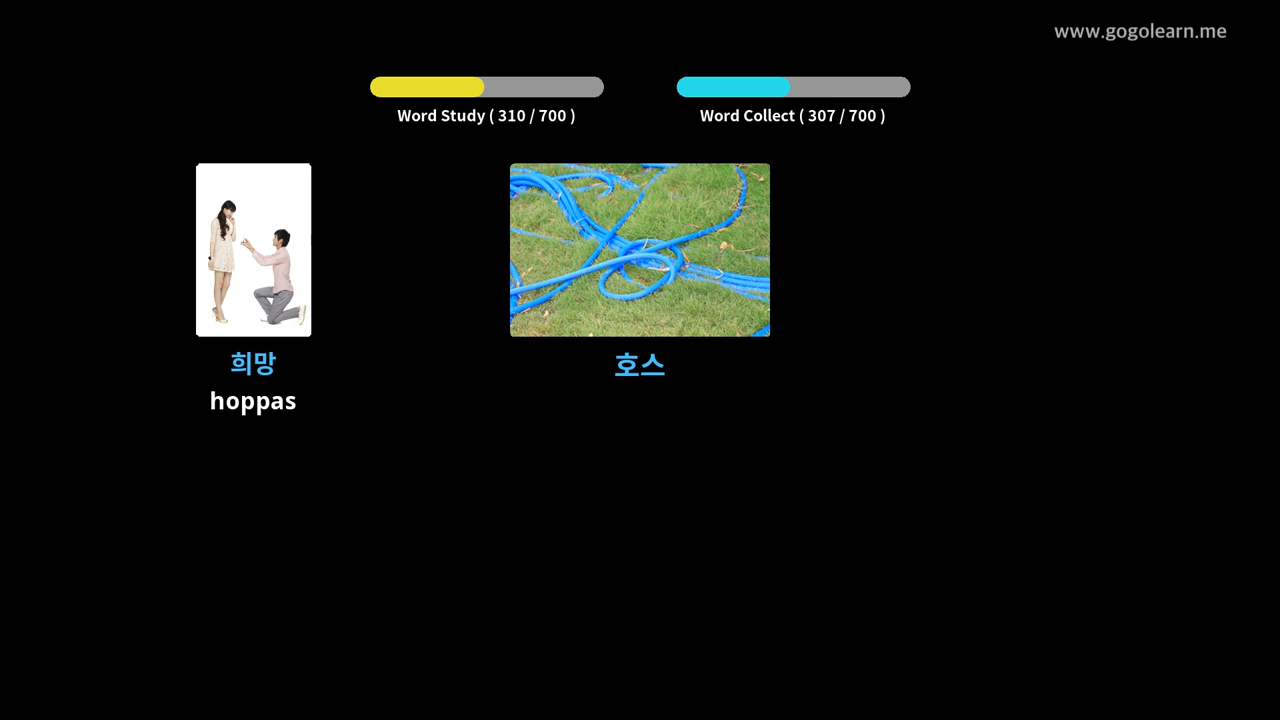 www.gogolearn.me
Word Study ( 310 / 700 )
Word Collect ( 307 / 700 )
희망
호스
hoppas